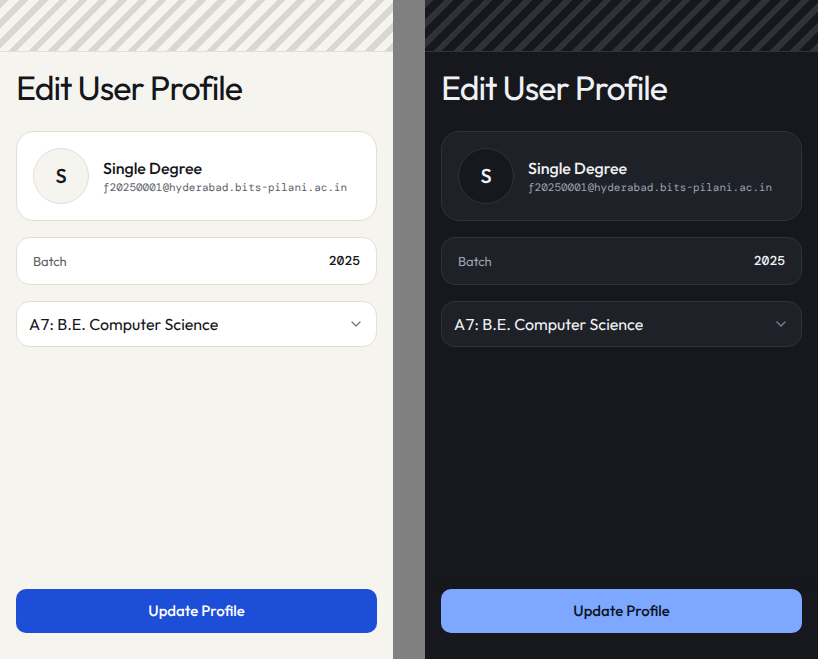 Edit User Profile
S
Single Degree
f20250001@hyderabad.bits-pilani.ac.in
Batch
2025
A7: B.E. Computer Science
Update Profile
Edit User Profile
S
Single Degree
f20250001@hyderabad.bits-pilani.ac.in
Batch
2025
A7: B.E. Computer Science
Update Profile